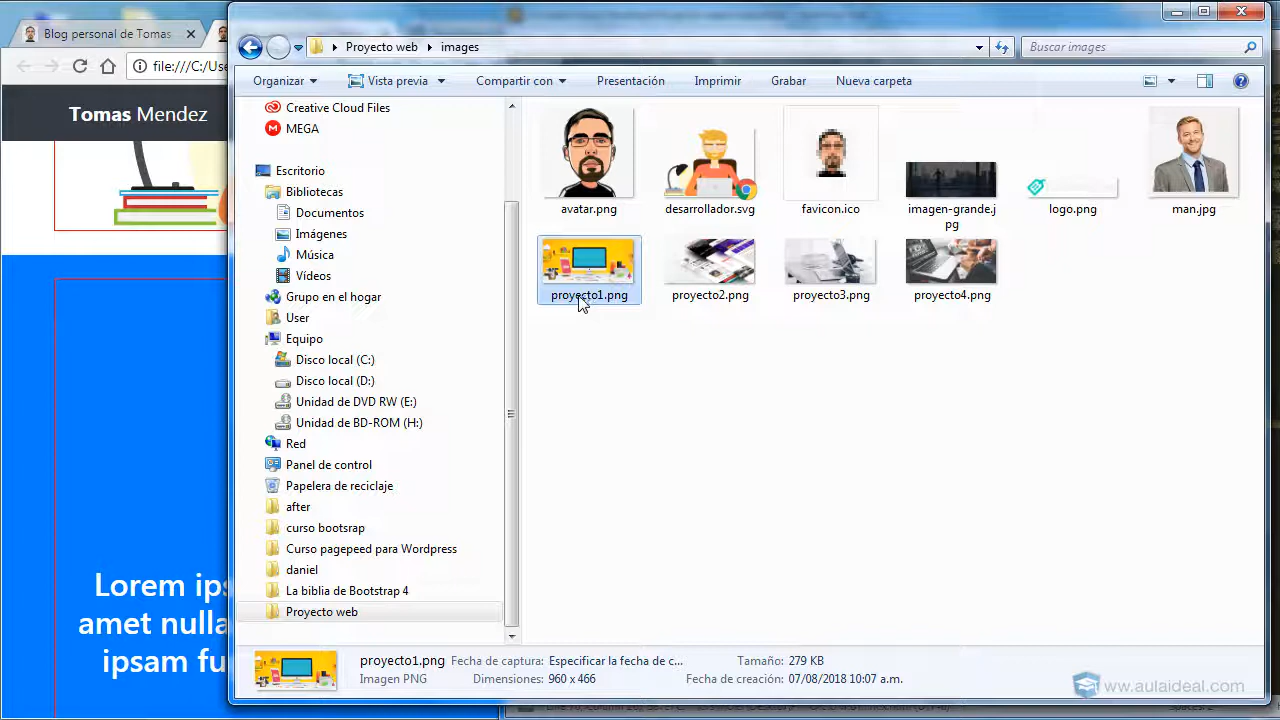 Blog personal de Tomas
file:///C:/Use
Tomas Mendez
Lorem ips
amet nulla
ipsam fu
Proyecto web
images
Buscar images
Organizar
Vista previa
Compartir con
Presentación
Imprimir
Grabar
Nueva carpeta
Creative Cloud Files
MEGA
Escritorio
Bibliotecas
Documentos
Imágenes
Música
Vídeos
Grupo en el hogar
User
Equipo
Disco local (C:)
Disco local (D:)
Unidad de DVD RW (E:)
Unidad de BD-ROM (H:)
Red
Panel de control
Papelera de reciclaje
after
curso bootsrap
Curso pagepeed para Wordpress
daniel
La biblia de Bootstrap 4
Proyecto web
avatar.png
desarrollador.svg
favicon.ico
imagen-grande.j
pg
logo.png
man.jpg
proyecto1.png
proyecto2.png
proyecto3.png
proyecto4.png
proyecto1.png
Fecha de captura: Especificar la fecha de c...
Tamaño: 279 KB
Imagen PNG
Dimensiones: 960 x 466
Fecha de creación: 07/08/2018 10:07 a.m.
www.aulaideal.com